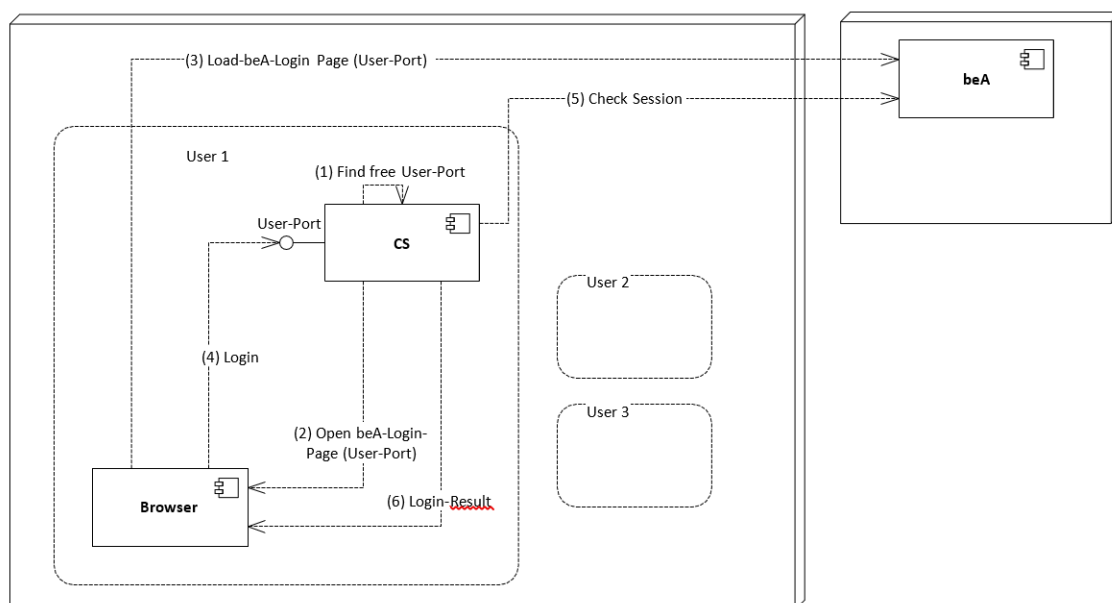 (3) Load-beA-Login Page (User-Port)
beA
(5) Check Session
User 1
(1) Find free User-Port
User-Port
CS
User 2
(4) Login
User 3
(2) Open beA-Login-
Page (User-Port)
(6) Login-Result
Browser